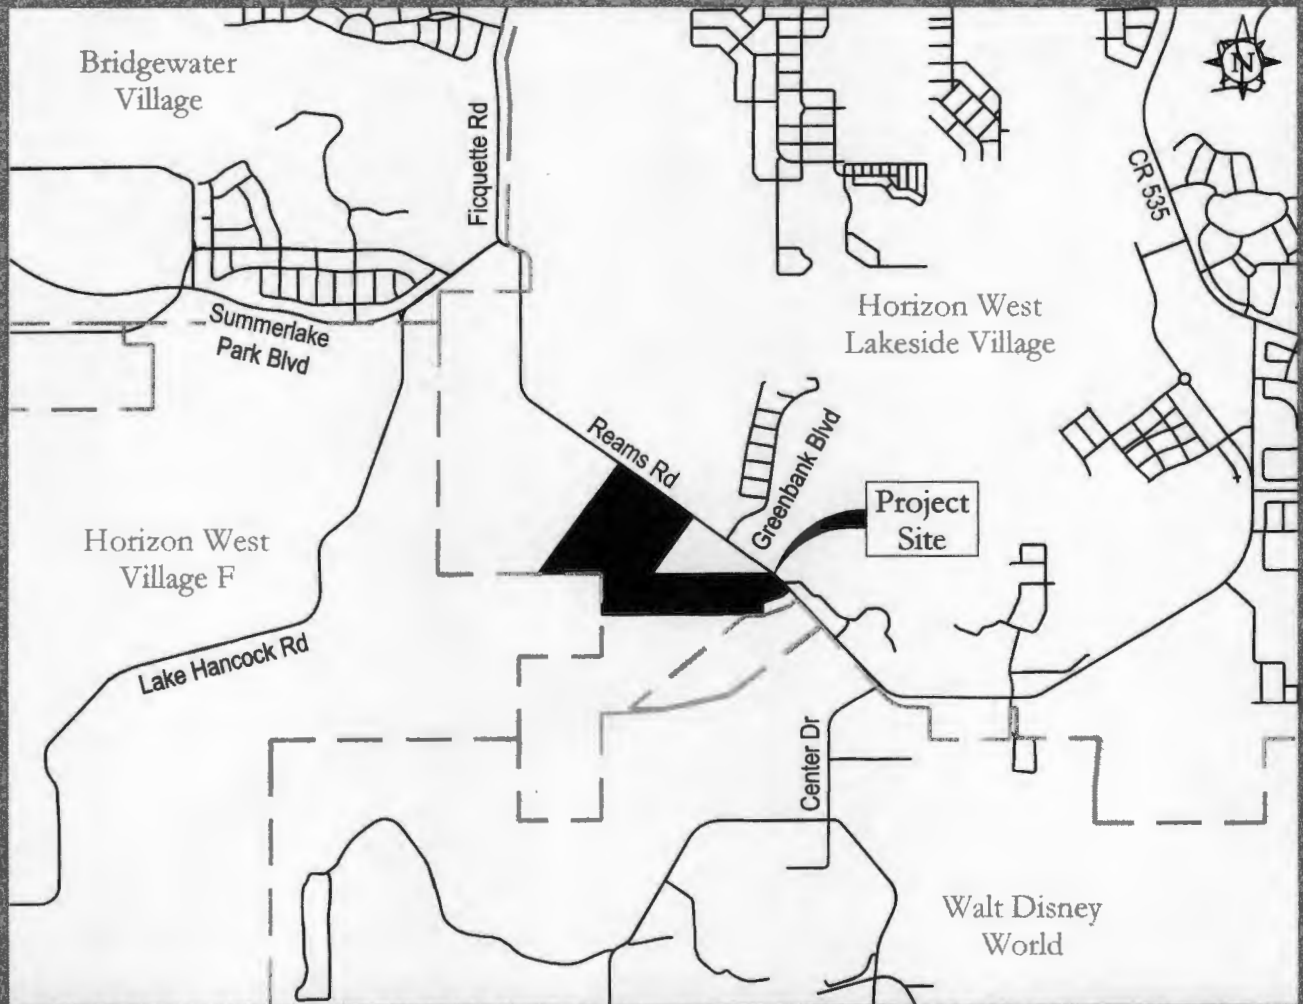 Bridgewater
Village
Ficquette Rd
N
CR 535
Summerlake
Park Blvd
Horizon West
Lakeside Village
Reams Rd
Greenbank Blvd
Project
Site
Horizon West
Village F
Lake Hancock Rd
Center Dr
Walt Disney
World